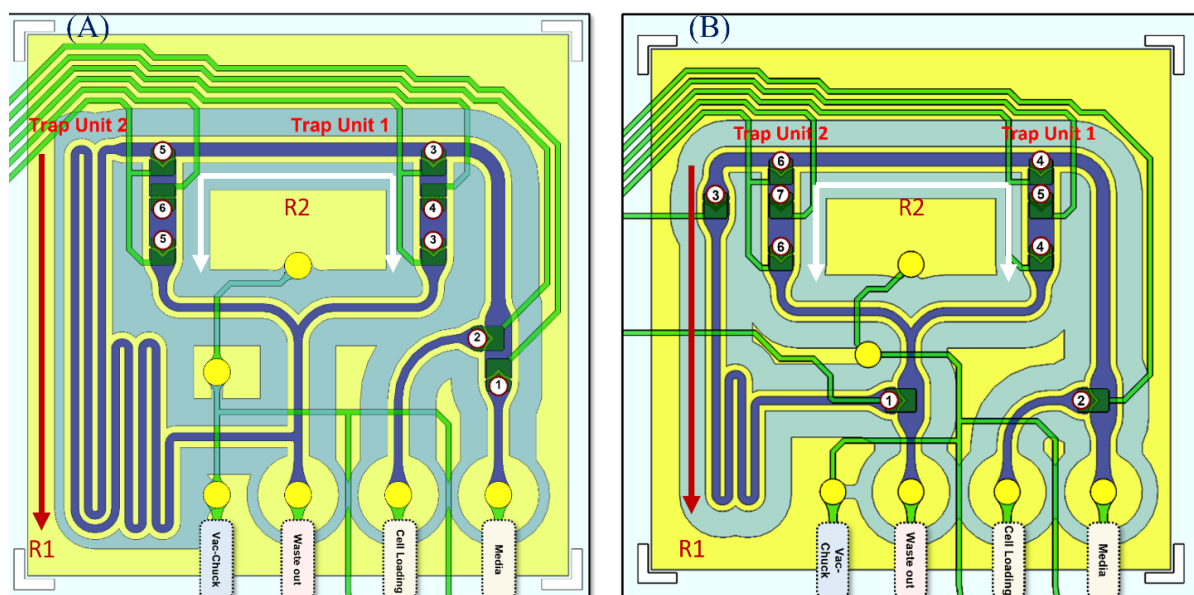 (A)
Trap Unit 2
Trap Unit 1
5
3
R2
6
4
5
3
2
1
R1
Vac-Chuck
Waste out
Cell Loading
Media
(B)
Trap Unit 2
Trap Unit 1
6
4
3
7
5
R2
6
4
1
2
R1
Vac-
Chuck
Waste out
Cell Loading
Media